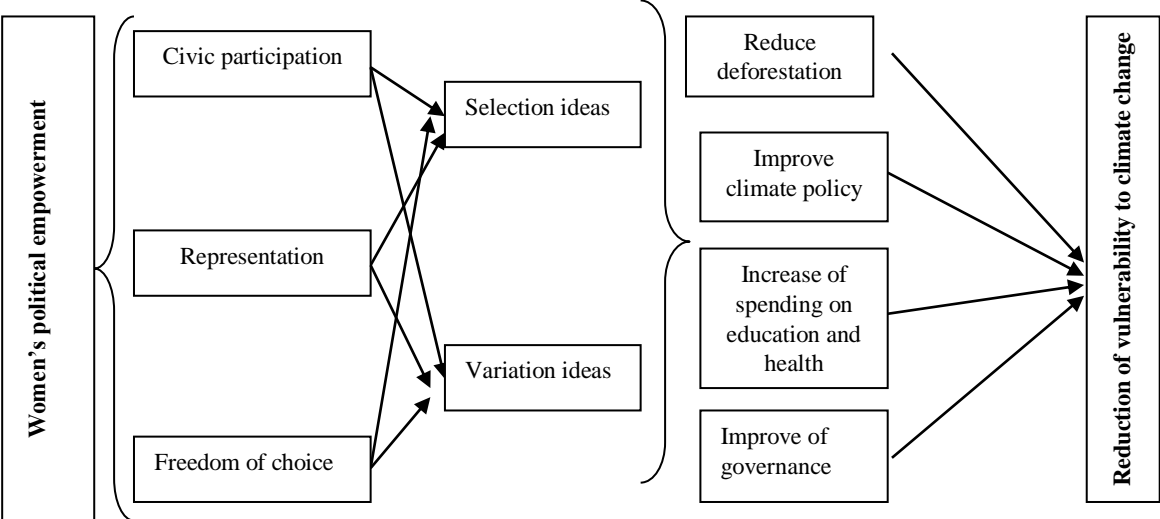 Women's political empowerment
Civic participation
Representation
Freedom of choice
Selection ideas
Variation ideas
Reduce
deforestation
Improve
climate policy
Increase of
spending on
education and
health
Improve of
governance
Reduction of vulnerability to climate change